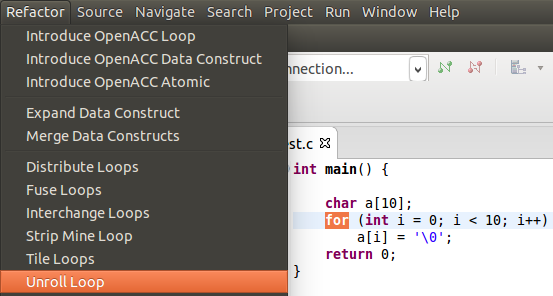 Refactor Source Navigate Search Project Run Window Help
Introduce OpenACC Loop
Introduce OpenACC Data Construct
Introduce OpenACC Atomic
Expand Data Construct
Merge Data Constructs
Distribute Loops
Fuse Loops
Interchange Loops
Strip Mine Loop
Tile Loops
Unroll Loop
nnection...
est.c
int main() {
char a[10];
for (int i = 0; i < 10; i++)
a[i] = '\0';
return 0;
}